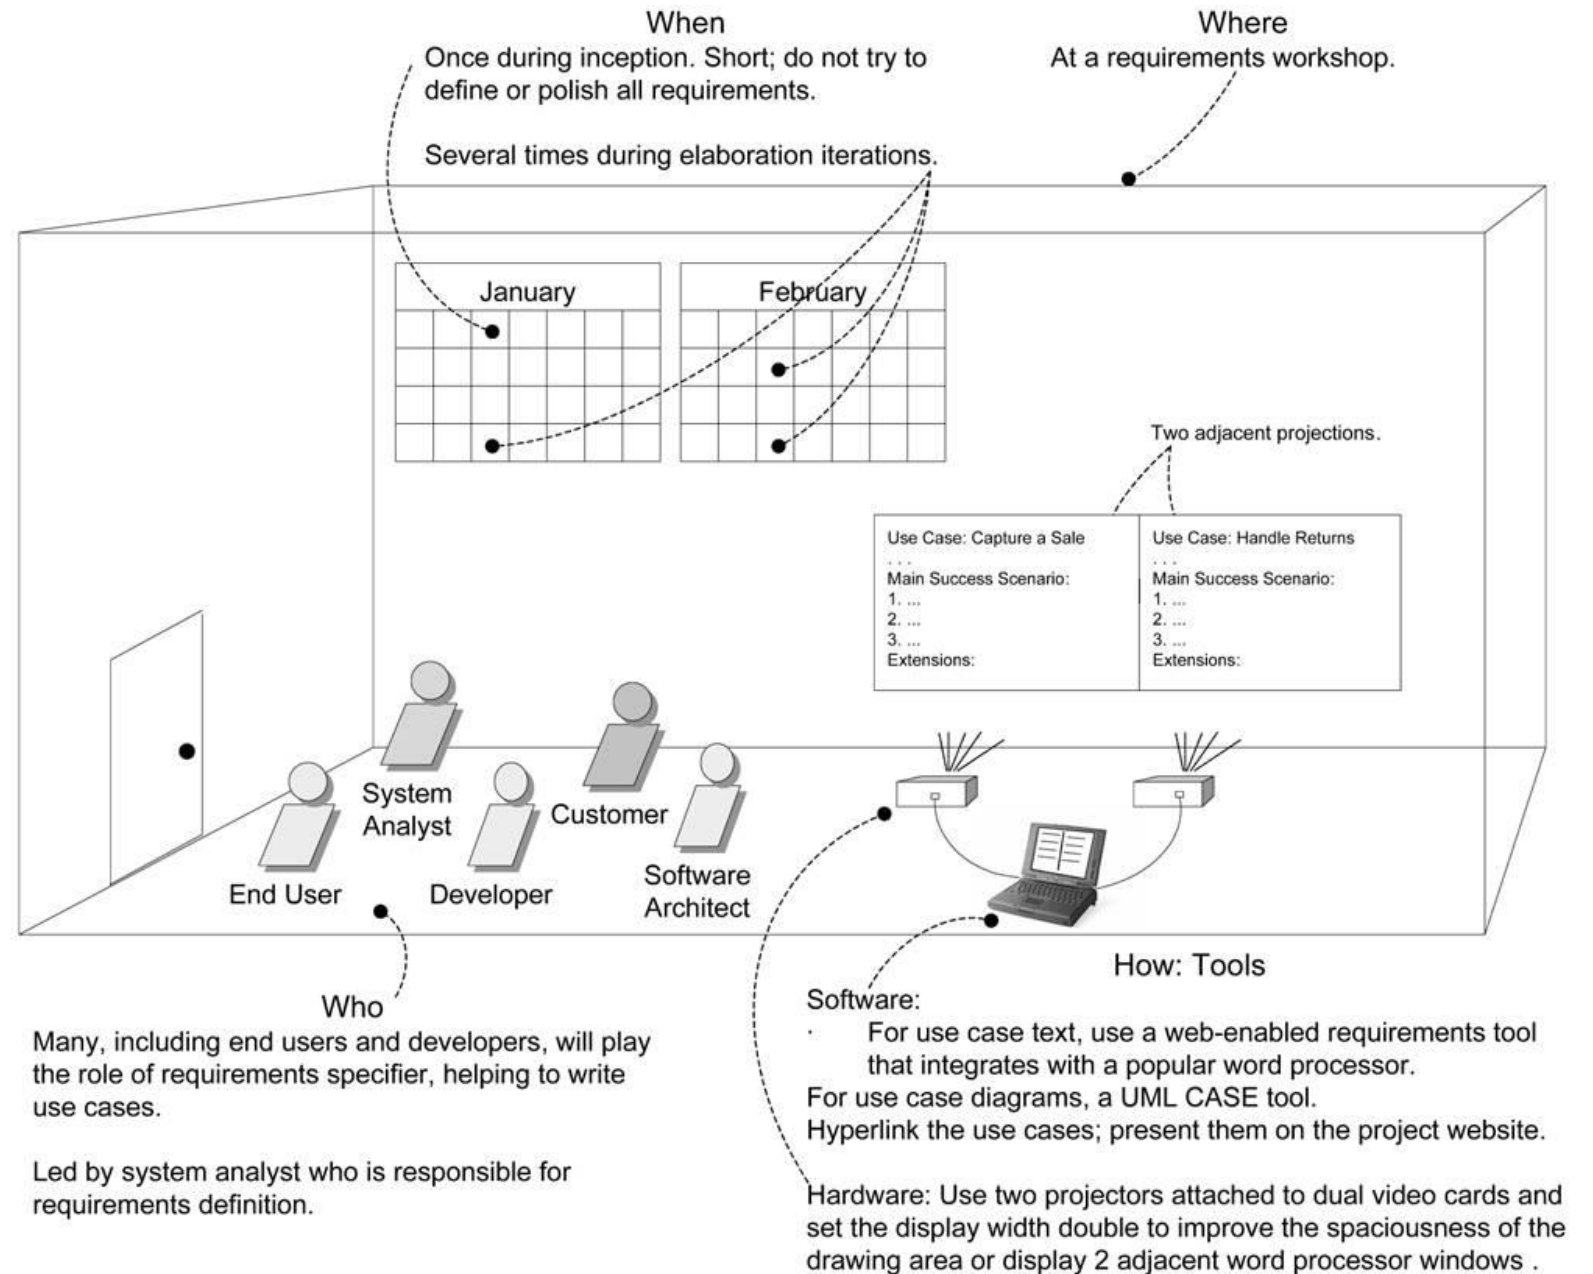 When
Once during inception. Short; do not try to
define or polish all requirements.
Several times during elaboration iterations.
Where
At a requirements workshop.
January
February
Two adjacent projections.
Use Case: Capture a Sale
. . .
Main Success Scenario:
1. ...
2. ...
3. ...
Extensions:
Use Case: Handle Returns
. . .
Main Success Scenario:
1. ...
2. ...
3. ...
Extensions:
System
Analyst
Customer
End User
Developer
Software
Architect
Who
Many, including end users and developers, will play
the role of requirements specifier, helping to write
use cases.
Led by system analyst who is responsible for
requirements definition.
How: Tools
Software:
· For use case text, use a web-enabled requirements tool
that integrates with a popular word processor.
For use case diagrams, a UML CASE tool.
Hyperlink the use cases; present them on the project website.
Hardware: Use two projectors attached to dual video cards and
set the display width double to improve the spaciousness of the
drawing area or display 2 adjacent word processor windows .